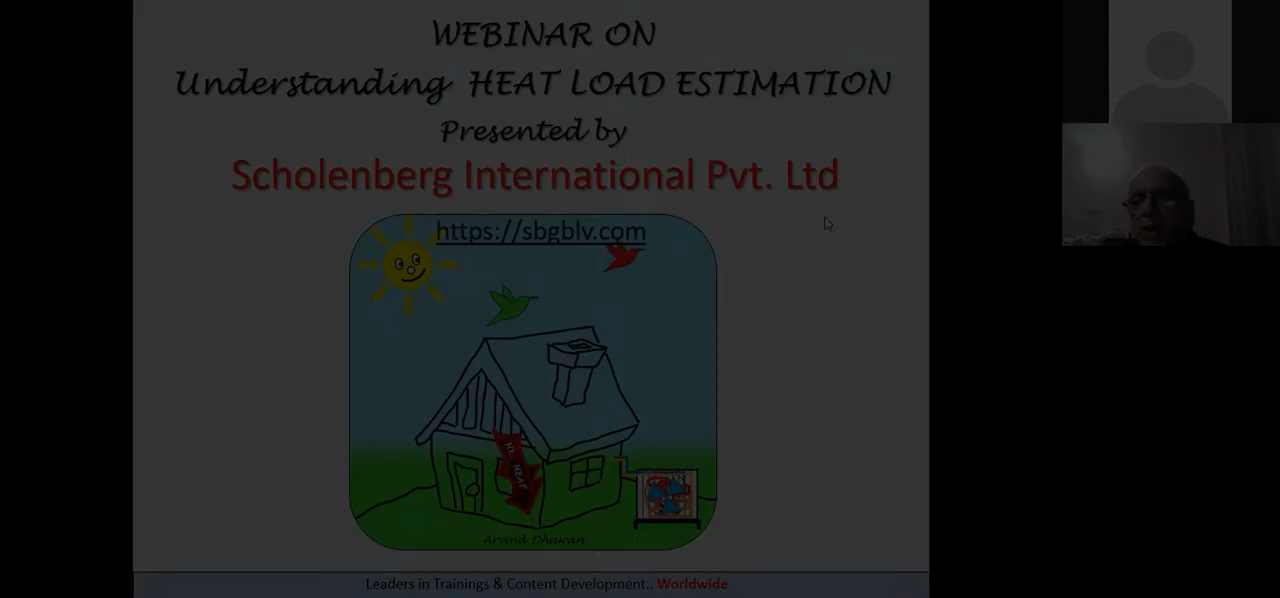 WEBINAR ON
Understanding HEAT LOAD ESTIMATION
Presented by
Scholenberg International Pvt. Ltd
https://sbgblv.com
HEAT
Arvind Dhawan
Leaders in Trainings & Content Development.. Worldwide